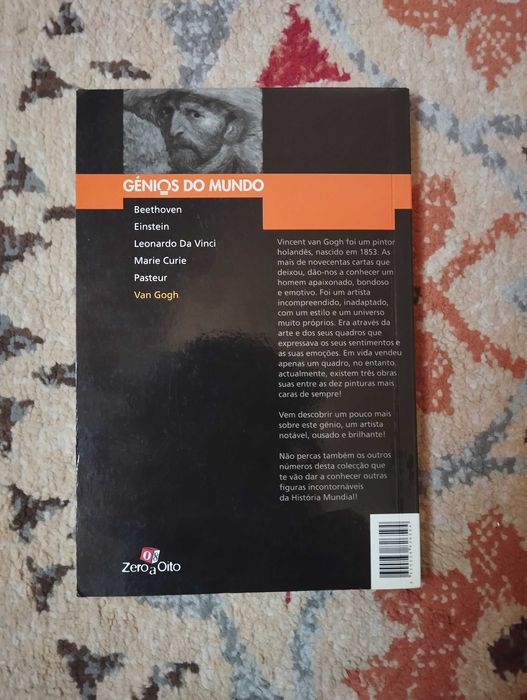 GÉNIOS DO MUNDO
Beethoven
Einstein
Leonardo Da Vinci
Marie Curie
Pasteur
Van Gogh
Vincent van Gogh foi um pintor
holandês, nascido em 1853. As
mais de novecentas cartas que
deixou, dão-nos a conhecer um
homem apaixonado, bondoso
e emotivo. Foi um artista
incompreendido, inadaptado,
com um estilo e um universo
muito próprios. Era através da
arte e dos seus quadros que
expressava os seus sentimentos e
as suas emoções. Em vida vendeu
apenas um quadro, no entanto,
actualmente, existem três obras
suas entre as dez pinturas mais
caras de sempre!
Vem descobrir um pouco mais
sobre este génio, um artista
notável, ousado e brilhante!
Não percas também os outros
números desta colecção que
te vão dar a conhecer outras
figuras incontornáveis
da História Mundial!
08
Zero a Oito